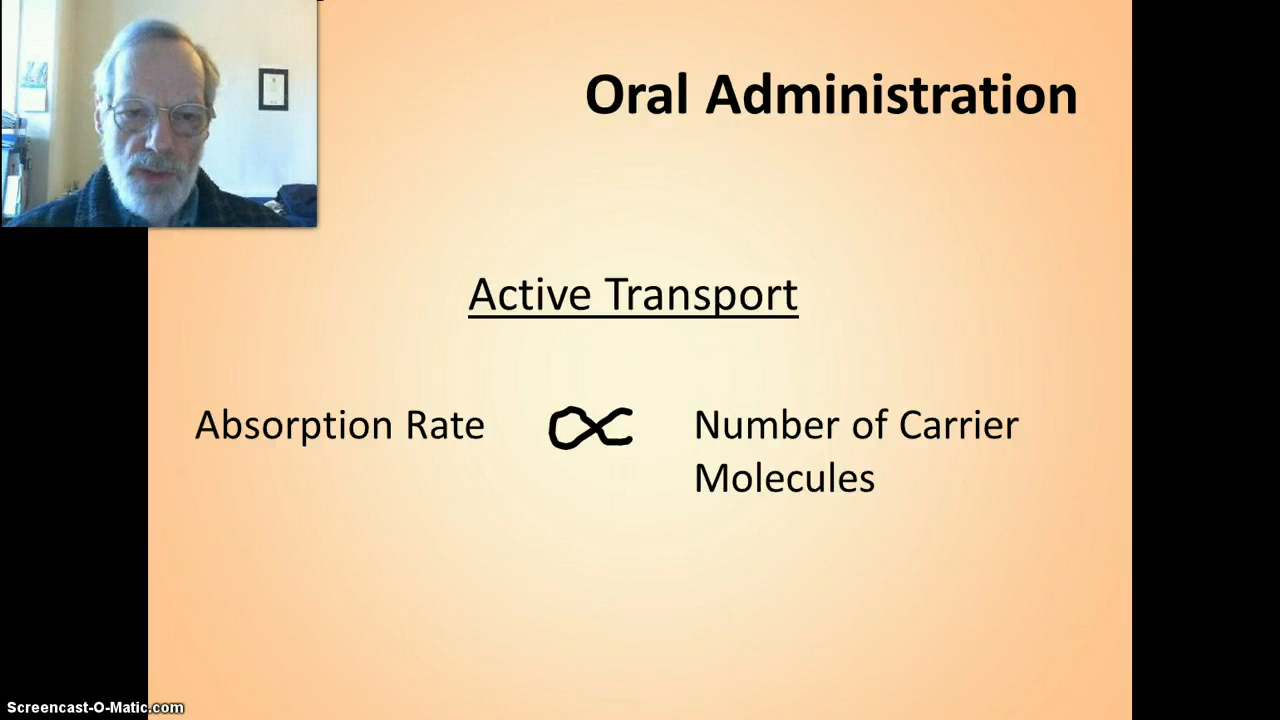 Oral Administration
Active Transport
Absorption Rate ∝ Number of Carrier
Molecules
Screencast-O-Matic.com